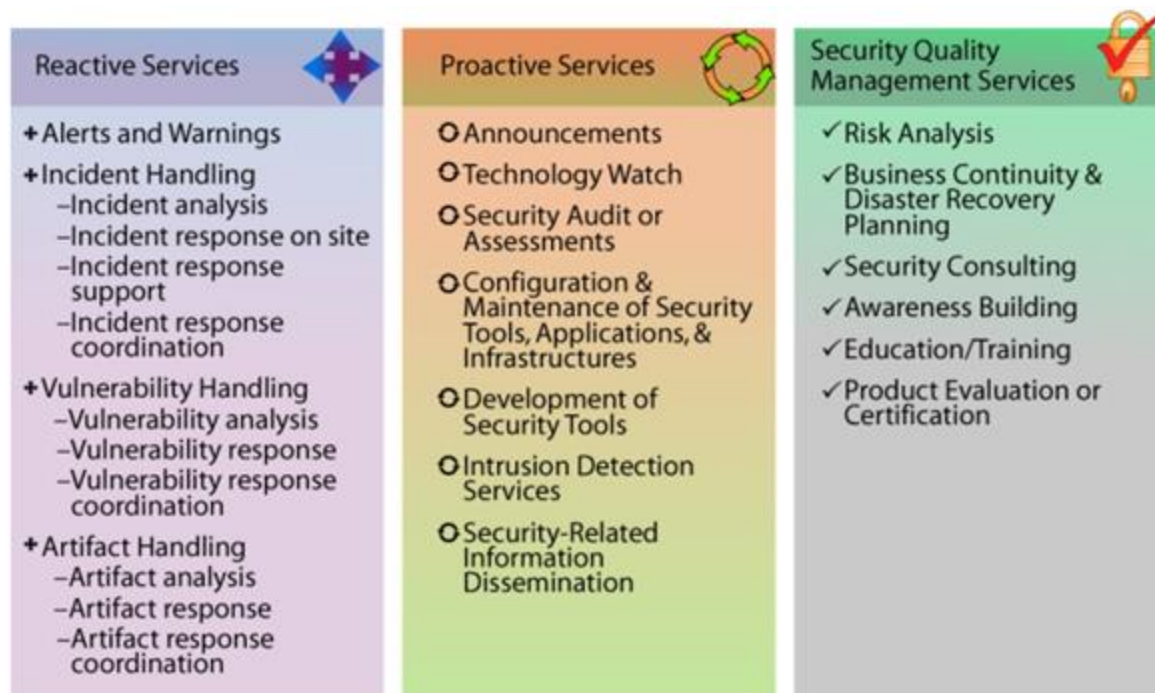 Reactive Services
+Alerts and Warnings
+Incident Handling
–Incident analysis
–Incident response on site
–Incident response
support
–Incident response
coordination
+Vulnerability Handling
–Vulnerability analysis
–Vulnerability response
–Vulnerability response
coordination
+Artifact Handling
–Artifact analysis
–Artifact response
–Artifact response
coordination
Proactive Services
Announcements
Technology Watch
Security Audit or
Assessments
Configuration &
Maintenance of Security
Tools, Applications, &
Infrastructures
Development of
Security Tools
Intrusion Detection
Services
Security-Related
Information
Dissemination
Security Quality
Management Services
✓Risk Analysis
✓Business Continuity &
Disaster Recovery
Planning
✓Security Consulting
✓Awareness Building
✓Education/Training
✓Product Evaluation or
Certification